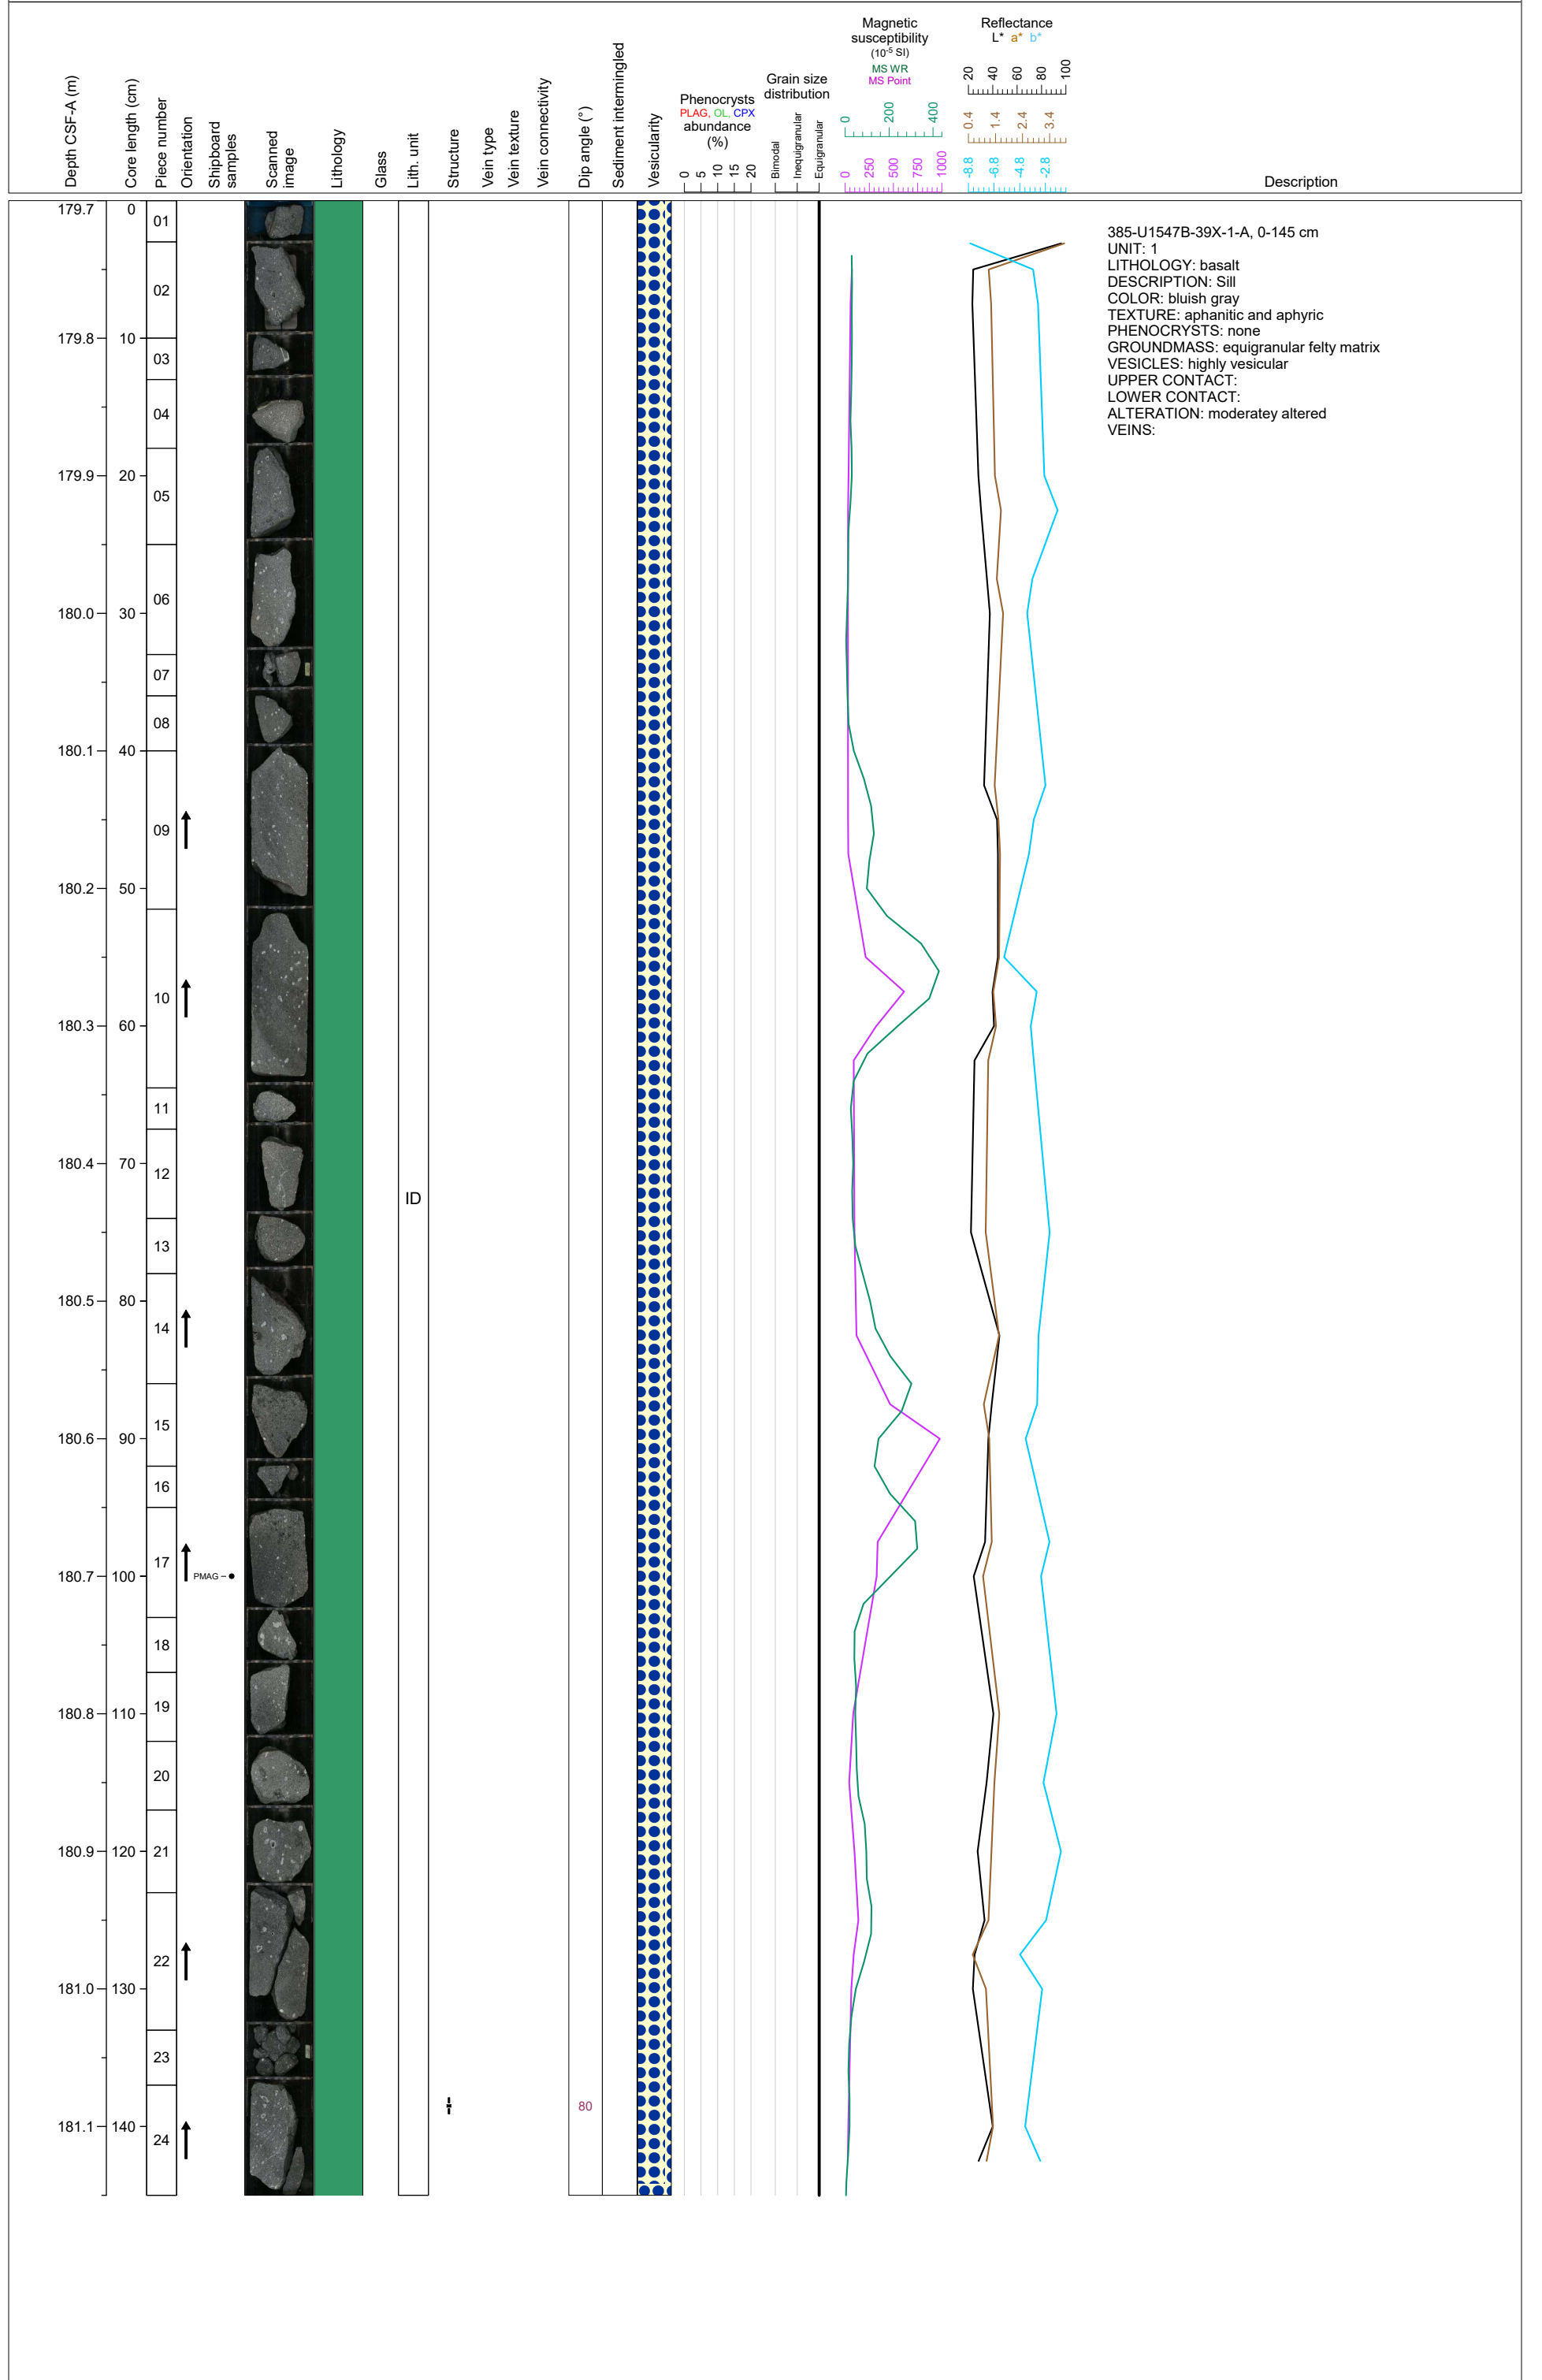 Depth CSF-A (m)
Core length (cm)
Piece number
Orientation
Shipboard
samples
Scanned
image
Lithology
Glass
Lith. unit
Structure
Vein type
Vein texture
Vein connectivity
Dip angle (°)
Sediment intermingled
Vesicularity
Phenocrysts
PLAG, OL, CPX
abundance
(%)
0 5 10 15 20
Grain size
distribution
Bimodal
Inequigranular
Equigranular
Magnetic
susceptibility
(10-5 SI)
MS WR
MS Point
0 200 400
0 250 500 750 1000
Reflectance
L* a* b*
20 40 60 80 100
0.4 1.4 2.4 3.4
-8.8 -6.8 -4.8 -2.8
Description
179.7 0
01
02
179.8 10
03
04
179.9 20
05
06
180.0 30
07
08
180.1 40
09
180.2 50
10
180.3 60
11
12
180.4 70
ID
13
180.5 80
14
15
180.6 90
16
17
PMAG
180.7 100
18
19
180.8 110
20
21
180.9 120
22
181.0 130
23
80
181.1 140
24
385-U1547B-39X-1-A, 0-145 cm
UNIT: 1
LITHOLOGY: basalt
DESCRIPTION: Sill
COLOR: bluish gray
TEXTURE: aphanitic and aphyric
PHENOCRYSTS: none
GROUNDMASS: equigranular felty matrix
VESICLES: highly vesicular
UPPER CONTACT:
LOWER CONTACT:
ALTERATION: moderatey altered
VEINS: